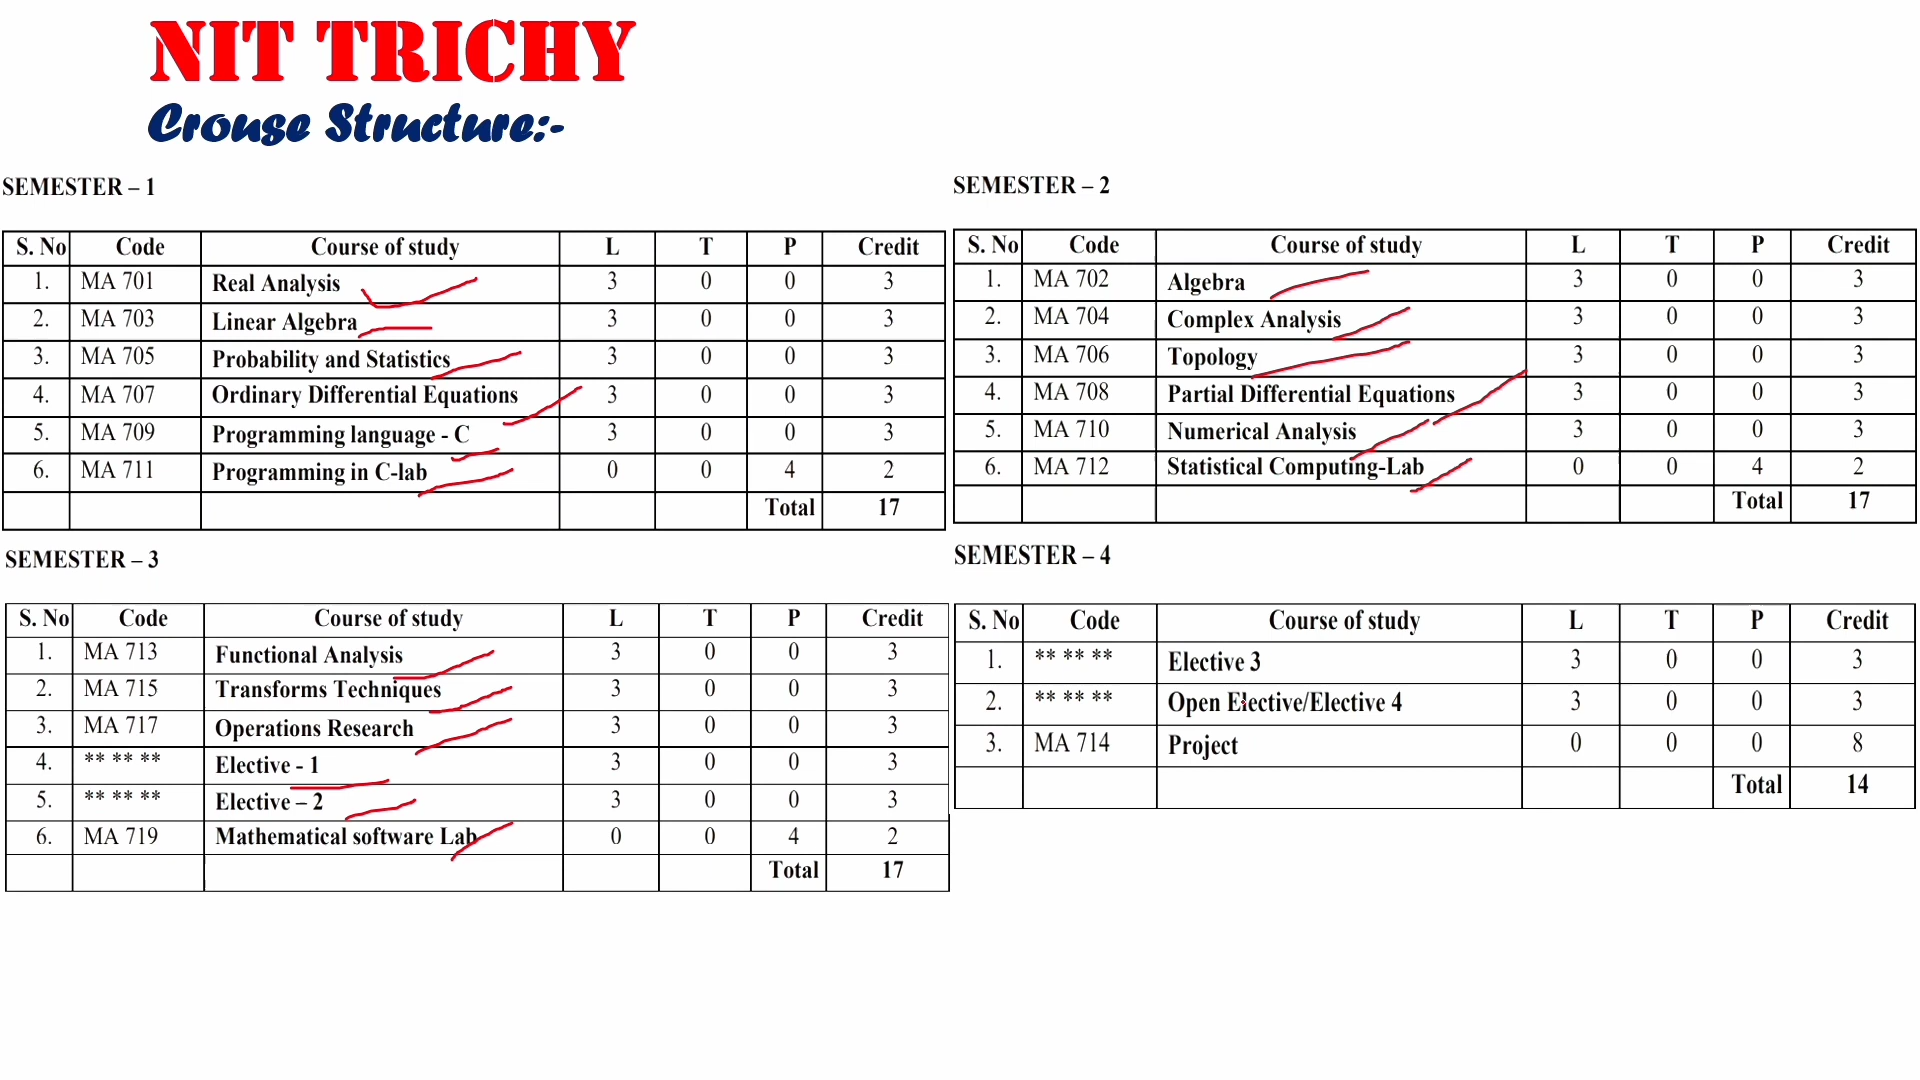 NIT TRICHY
Crouse Structure:-
SEMESTER – 1
S. No Code Course of study L T P Credit
1. MA 701 Real Analysis 3 0 0 3
2. MA 703 Linear Algebra 3 0 0 3
3. MA 705 Probability and Statistics 3 0 0 3
4. MA 707 Ordinary Differential Equations 3 0 0 3
5. MA 709 Programming language - C 3 0 0 3
6. MA 711 Programming in C-lab 0 0 4 2
Total 17
SEMESTER – 2
S. No Code Course of study L T P Credit
1. MA 702 Algebra 3 0 0 3
2. MA 704 Complex Analysis 3 0 0 3
3. MA 706 Topology 3 0 0 3
4. MA 708 Partial Differential Equations 3 0 0 3
5. MA 710 Numerical Analysis 3 0 0 3
6. MA 712 Statistical Computing-Lab 0 0 4 2
Total 17
SEMESTER – 3
S. No Code Course of study L T P Credit
1. MA 713 Functional Analysis 3 0 0 3
2. MA 715 Transforms Techniques 3 0 0 3
3. MA 717 Operations Research 3 0 0 3
4. ** ** ** Elective - 1 3 0 0 3
5. ** ** ** Elective – 2 3 0 0 3
6. MA 719 Mathematical software Lab 0 0 4 2
Total 17
SEMESTER – 4
S. No Code Course of study L T P Credit
1. ** ** ** Elective 3 3 0 0 3
2. ** ** ** Open Elective/Elective 4 3 0 0 3
3. MA 714 Project 0 0 0 8
Total 14